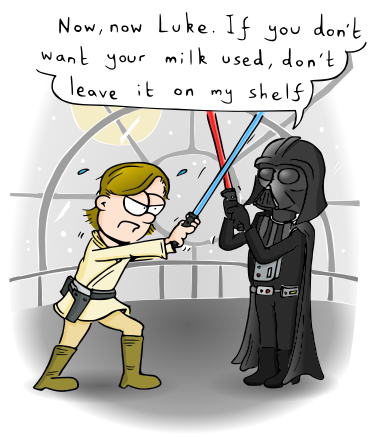 Now, now Luke. If you don't
want your milk used, don't
leave it on my shelf